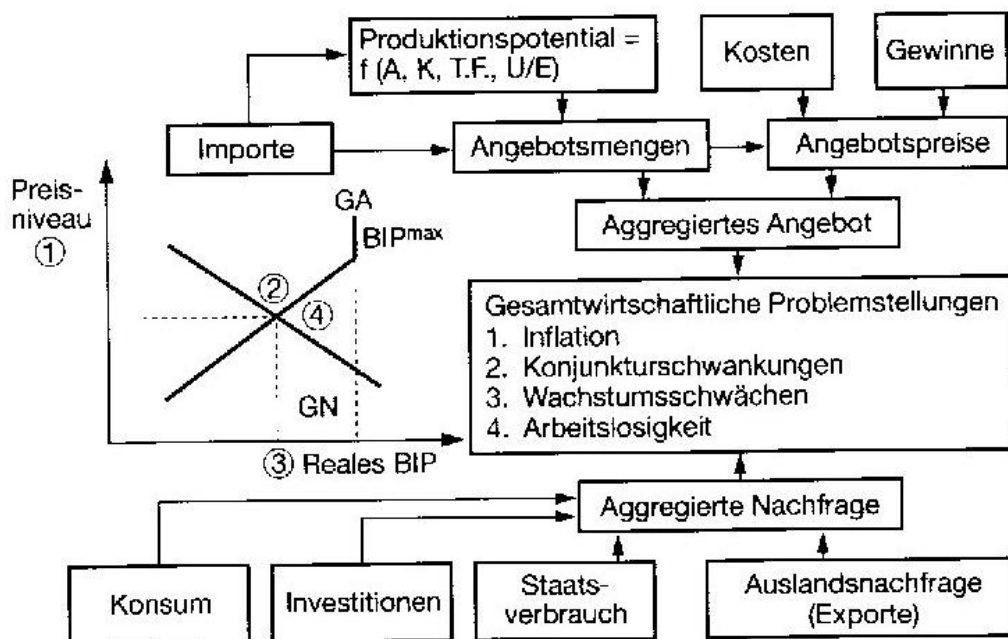 Produktionspotential =
f (A, K, T.F., U/E)
Kosten
Gewinne
Importe
Angebotsmengen
Angebotspreise
Aggregiertes Angebot
Preis-
niveau
①
GA
BIPmax
②
④
GN
③ Reales BIP
Gesamtwirtschaftliche Problemstellungen
1. Inflation
2. Konjunkturschwankungen
3. Wachstumsschwächen
4. Arbeitslosigkeit
Aggregierte Nachfrage
Konsum
Investitionen
Staats-
verbrauch
Auslandsnachfrage
(Exporte)